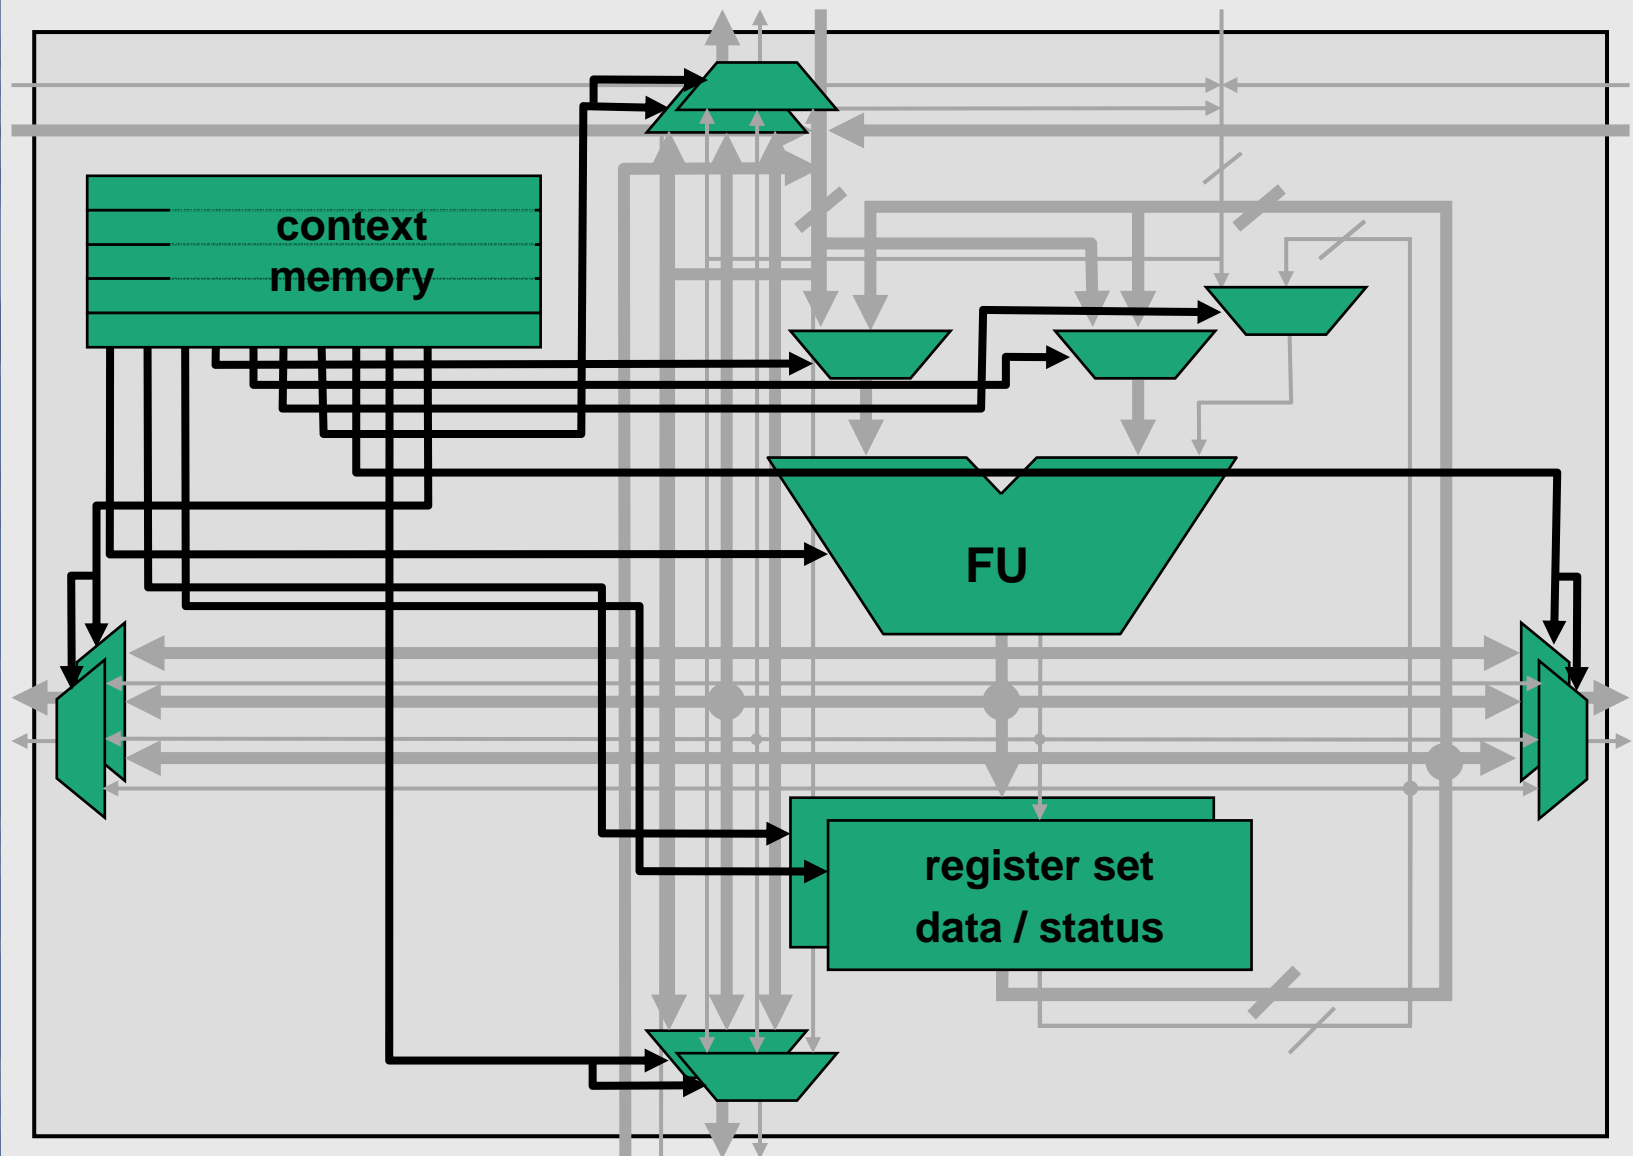 context
memory
FU
register set
data / status